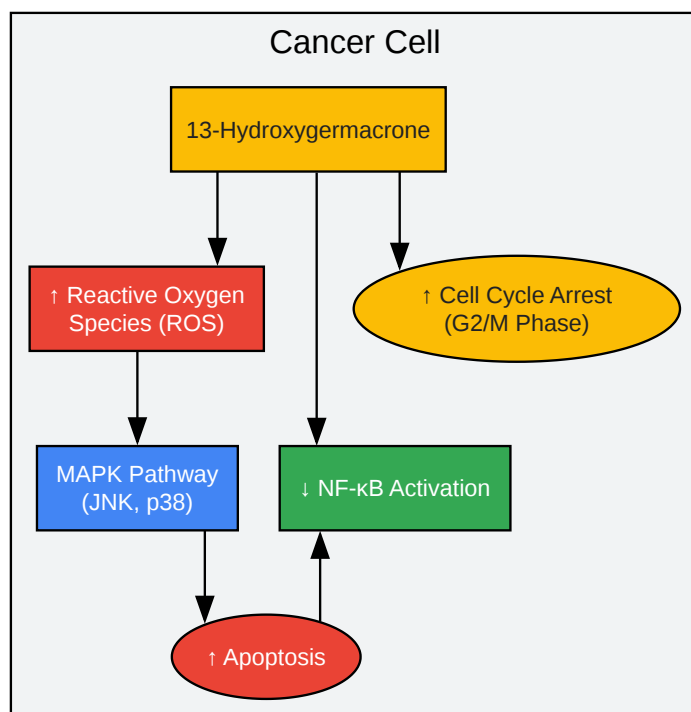 Cancer Cell
13-Hydroxygermacrone
↑ Reactive Oxygen
Species (ROS)
↑ Cell Cycle Arrest
(G2/M Phase)
MAPK Pathway
(JNK, p38)
↓ NF-κB Activation
↑ Apoptosis